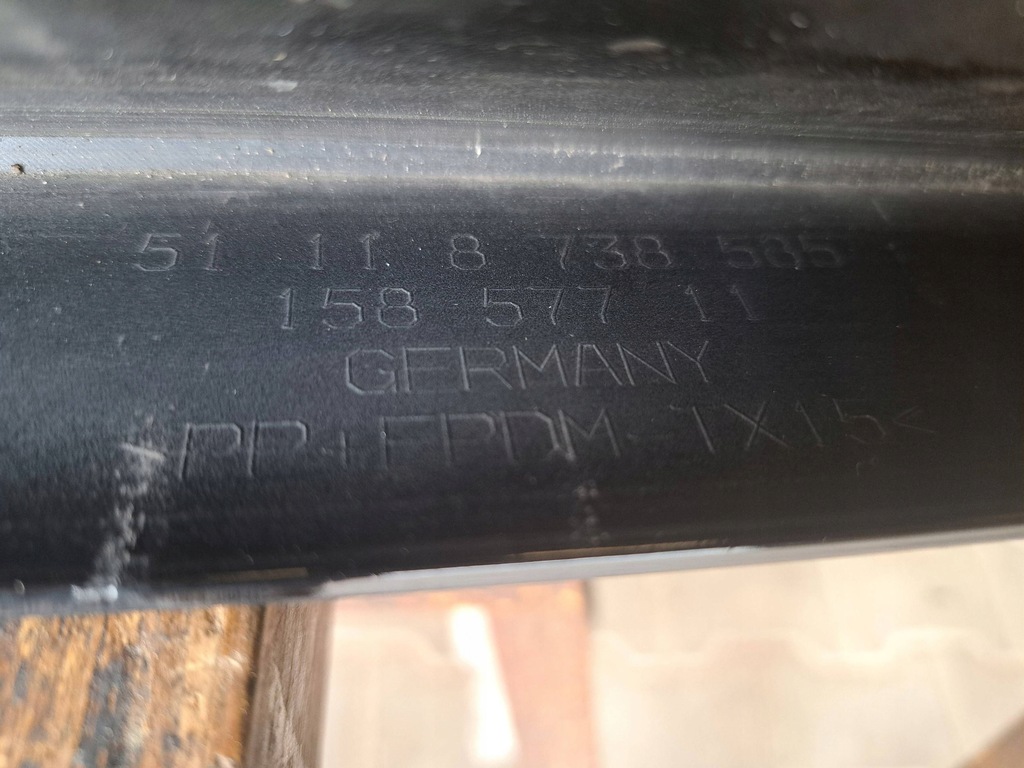 51 11 8 738 585
158 577 11
GERMANY
>PP+EPDM-TX15<